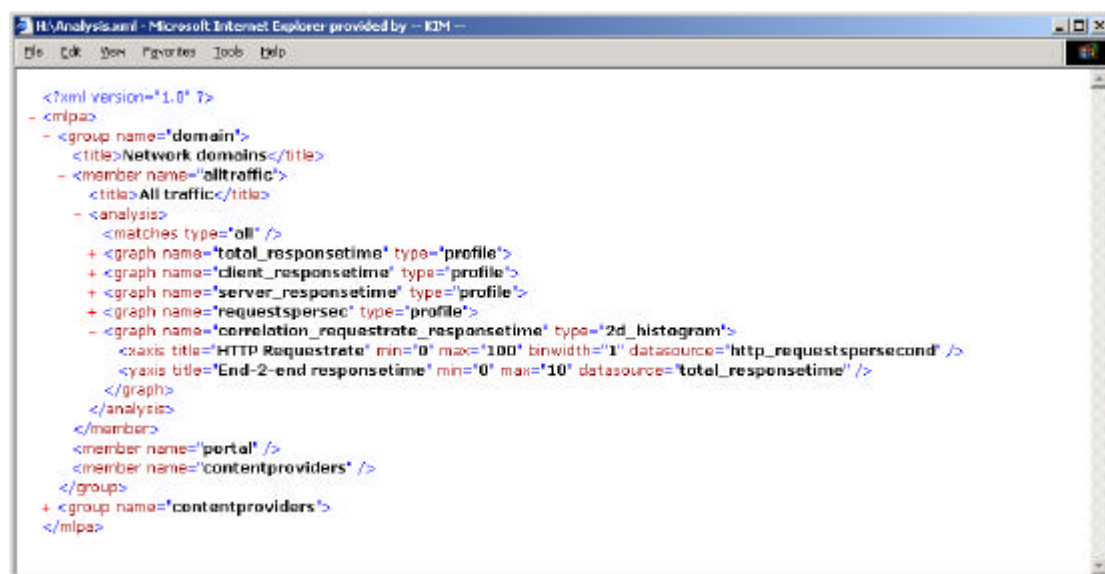 H:\Analysis.xml - Microsoft Internet Explorer provided by -- KIM --
File Edit View Favorites Tools Help
<?xml version="1.0" ?>
- <mlpa>
- <group name="domain">
<title>Network domains</title>
- <member name="alltraffic">
<title>All traffic</title>
- <analysis>
<matches type="all" />
+ <graph name="total_responsetime" type="profile">
+ <graph name="client_responsetime" type="profile">
+ <graph name="server_responsetime" type="profile">
+ <graph name="requestspersec" type="profile">
- <graph name="correlation_requestrate_responsetime" type="2d_histogram">
<xaxis title="HTTP Requestrate" min="0" max="100" binwidth="1" datasource="http_requestspersecond" />
<yaxis title="End-2-end responsetime" min="0" max="10" datasource="total_responsetime" />
</graph>
</analysis>
</member>
<member name="portal" />
<member name="contentproviders" />
</group>
+ <group name="contentproviders">
</mlpa>